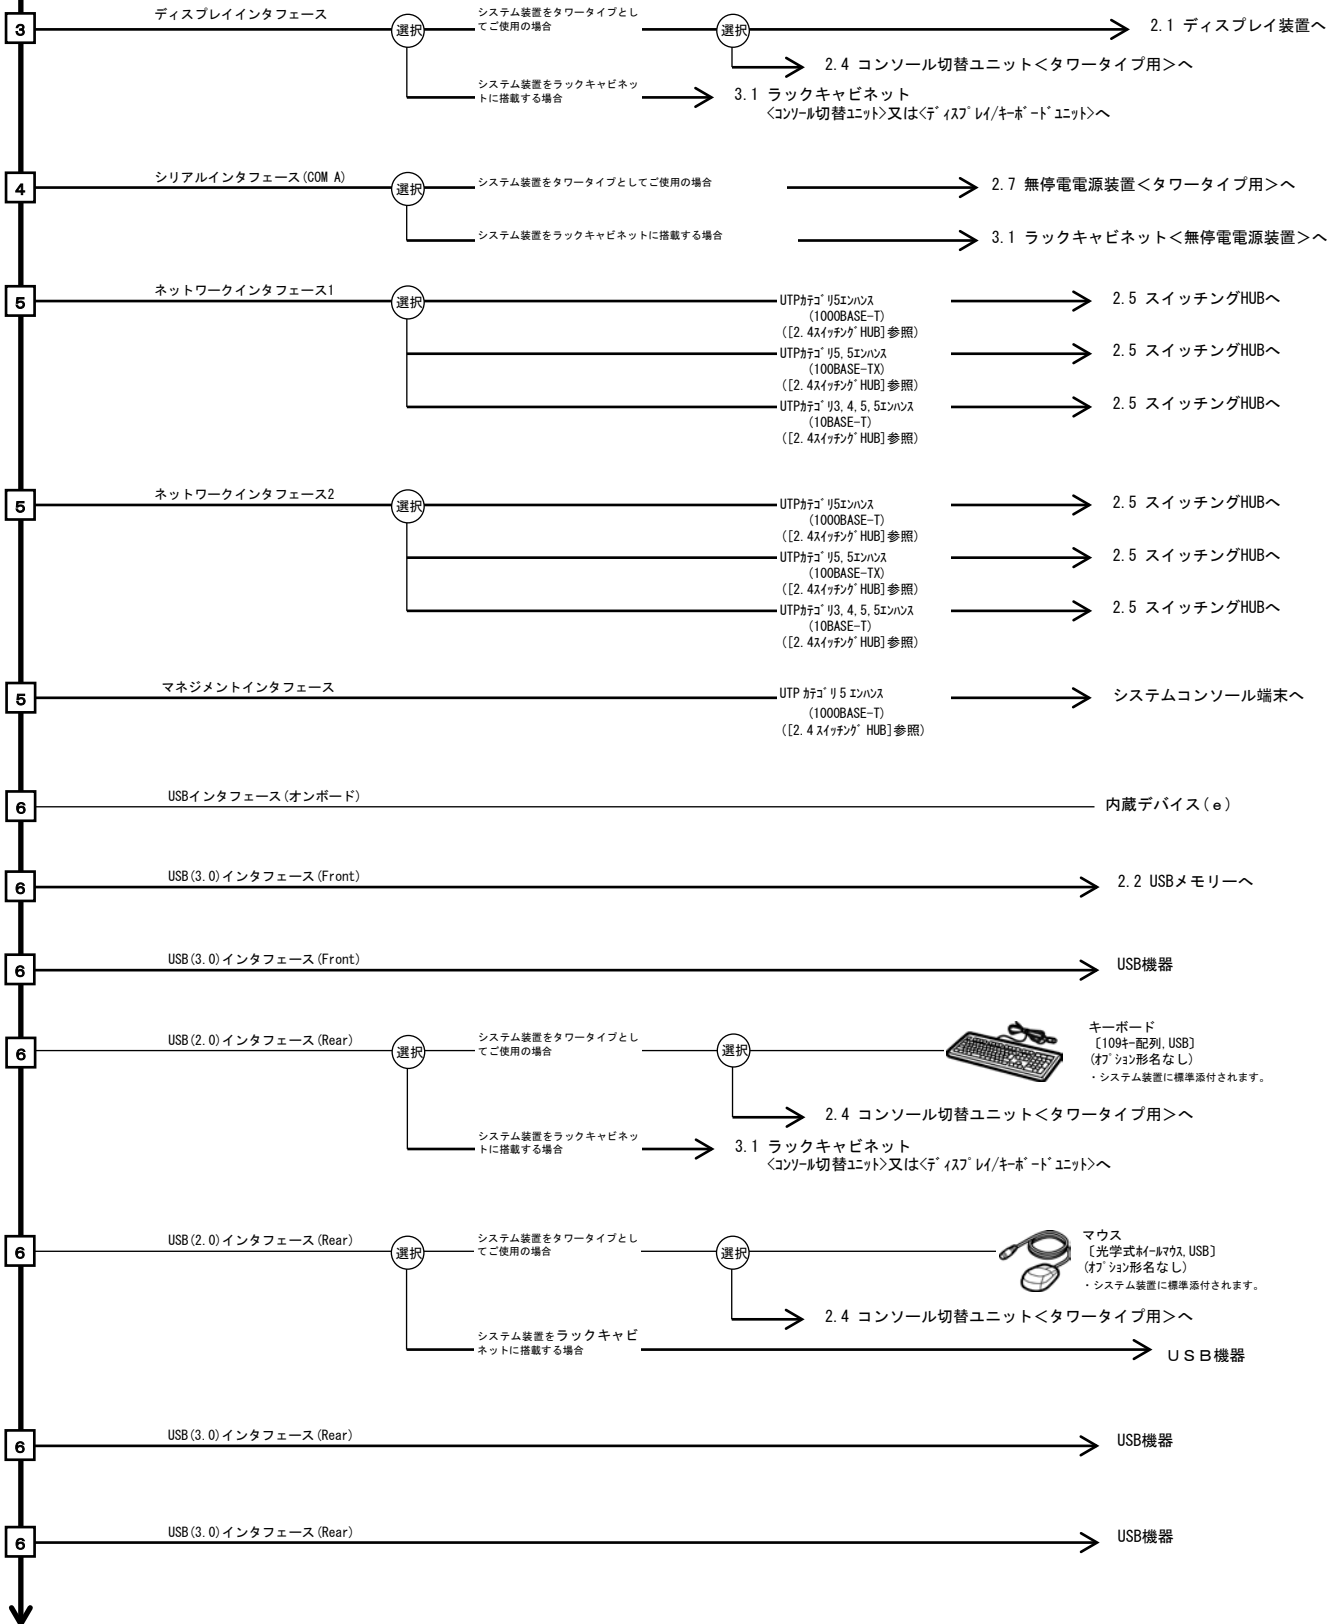 3
ディスプレイインタフェース
選択
システム装置をタワータイプとし
てご使用の場合
選択
2.1 ディスプレイ装置へ
2.4 コンソール切替ユニット＜タワータイプ用＞へ
システム装置をラックキャビネッ
トに搭載する場合
3.1 ラックキャビネット
<ｺﾝｿｰﾙ切替ﾕﾆｯﾄ>又は<ﾃﾞｨｽﾌﾟﾚｲ/ｷｰﾎﾞｰﾄﾞﾕﾆｯﾄ>へ
4
シリアルインタフェース(COM A)
選択
システム装置をタワータイプとしてご使用の場合
2.7 無停電電源装置＜タワータイプ用＞へ
システム装置をラックキャビネットに搭載する場合
3.1 ラックキャビネット＜無停電電源装置＞へ
5
ネットワークインタフェース1
選択
UTPｶﾃｺﾞﾘ5ｴﾝﾊﾝｽ
(1000BASE-T)
([2.4ｽｲｯﾁﾝｸﾞHUB]参照)
2.5 スイッチングHUBへ
UTPｶﾃｺﾞﾘ5,5ｴﾝﾊﾝｽ
(100BASE-TX)
([2.4ｽｲｯﾁﾝｸﾞHUB]参照)
2.5 スイッチングHUBへ
UTPｶﾃｺﾞﾘ3,4,5,5ｴﾝﾊﾝｽ
(10BASE-T)
([2.4ｽｲｯﾁﾝｸﾞHUB]参照)
2.5 スイッチングHUBへ
5
ネットワークインタフェース2
選択
UTPｶﾃｺﾞﾘ5ｴﾝﾊﾝｽ
(1000BASE-T)
([2.4ｽｲｯﾁﾝｸﾞHUB]参照)
2.5 スイッチングHUBへ
UTPｶﾃｺﾞﾘ5,5ｴﾝﾊﾝｽ
(100BASE-TX)
([2.4ｽｲｯﾁﾝｸﾞHUB]参照)
2.5 スイッチングHUBへ
UTPｶﾃｺﾞﾘ3,4,5,5ｴﾝﾊﾝｽ
(10BASE-T)
([2.4ｽｲｯﾁﾝｸﾞHUB]参照)
2.5 スイッチングHUBへ
5
マネジメントインタフェース
UTP ｶﾃｺﾞﾘ 5 ｴﾝﾊﾝｽ
(1000BASE-T)
([2.4 ｽｲｯﾁﾝｸﾞ HUB]参照)
システムコンソール端末へ
6
USBインタフェース(オンボード)
内蔵デバイス(ｅ)
6
USB(3.0)インタフェース(Front)
2.2 USBメモリーへ
6
USB(3.0)インタフェース(Front)
USB機器
6
USB(2.0)インタフェース(Rear)
選択
システム装置をタワータイプとし
てご使用の場合
選択
キーボード
〔109ｷｰ配列,USB〕
(ｵﾌﾟｼｮﾝ形名なし)
・システム装置に標準添付されます。
2.4 コンソール切替ユニット＜タワータイプ用＞へ
システム装置をラックキャビネッ
トに搭載する場合
3.1 ラックキャビネット
<ｺﾝｿｰﾙ切替ﾕﾆｯﾄ>又は<ﾃﾞｨｽﾌﾟﾚｲ/ｷｰﾎﾞｰﾄﾞﾕﾆｯﾄ>へ
6
USB(2.0)インタフェース(Rear)
選択
システム装置をタワータイプとし
てご使用の場合
選択
マウス
〔光学式ﾎｲｰﾙﾏｳｽ,USB〕
(ｵﾌﾟｼｮﾝ形名なし)
・システム装置に標準添付されます。
2.4 コンソール切替ユニット＜タワータイプ用＞へ
システム装置をラックキャビ
ネットに搭載する場合
ＵＳＢ機器
6
USB(3.0)インタフェース(Rear)
USB機器
6
USB(3.0)インタフェース(Rear)
USB機器